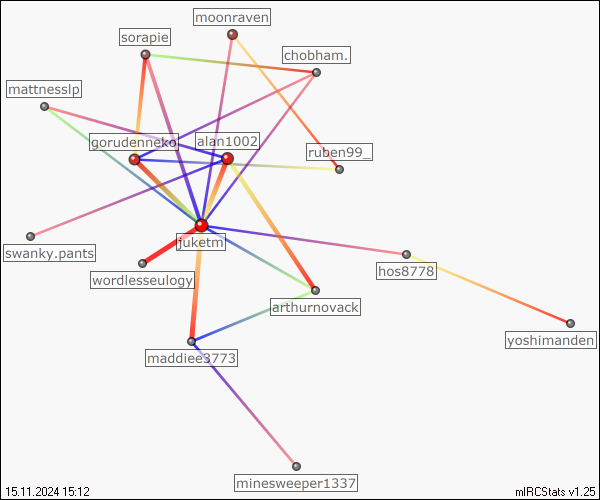 moonraven
sorapie
chobham.
mattnesslp
gorudenneko
alan1002
ruben99_
juketm
swanky.pants
hos8778
wordlesseulogy
arthurnovack
yoshimanden
maddiee3773
minesweeper1337
15.11.2024 15:12
mIRCStats v1.25